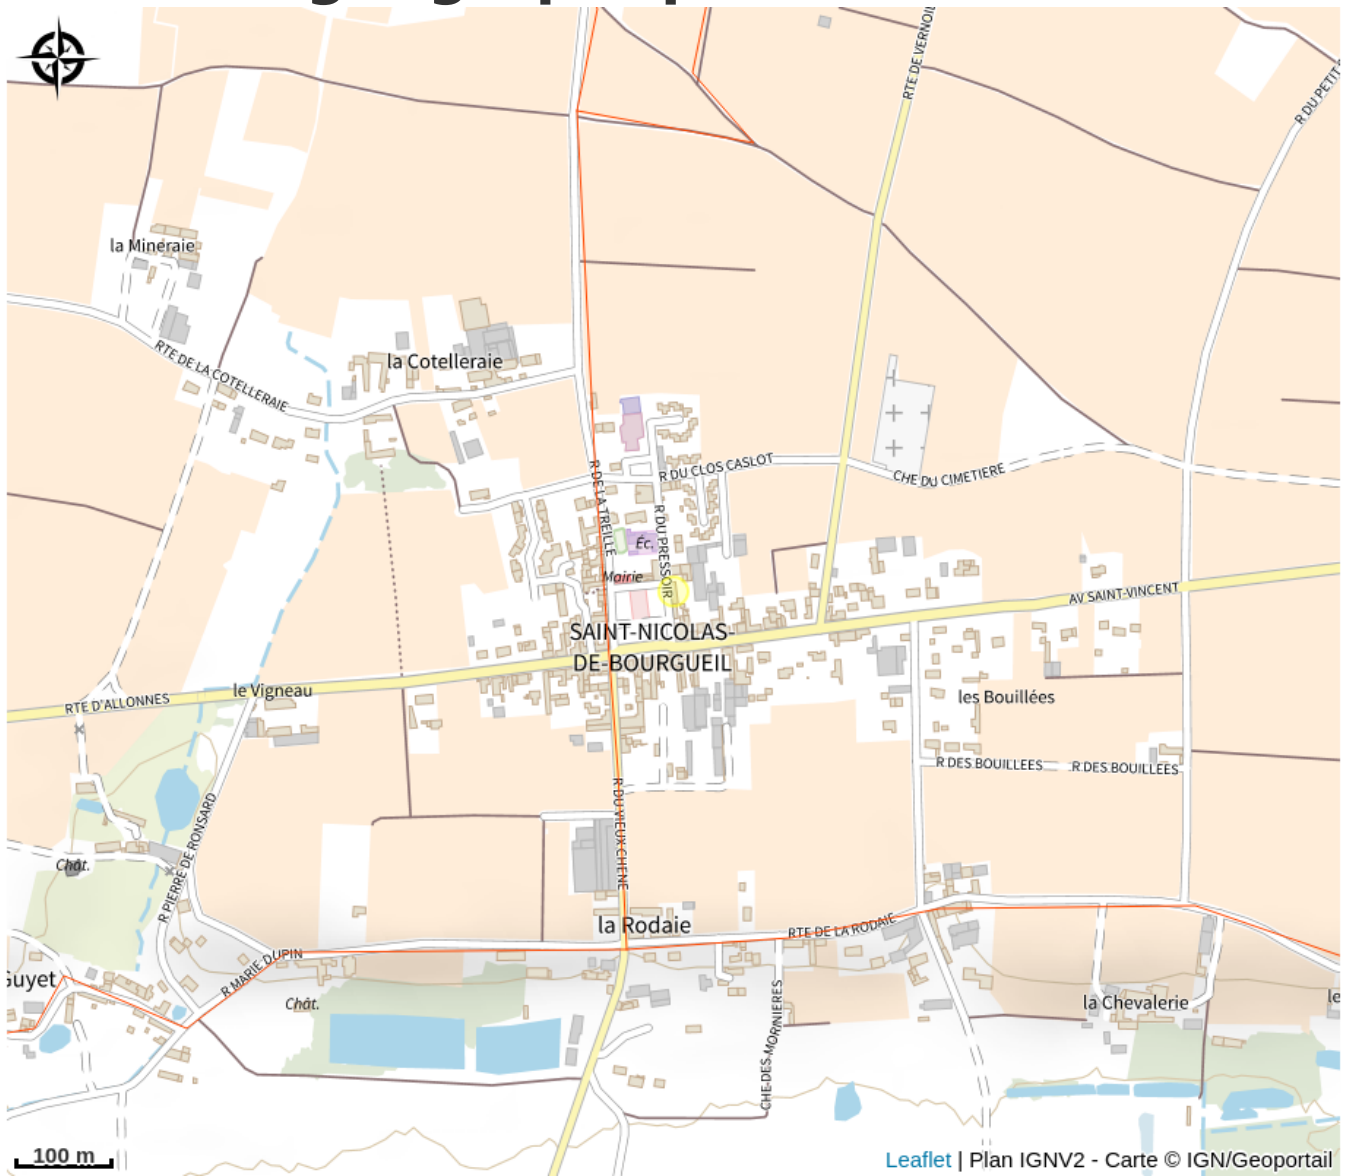 RTE DE VERNOIL
R DU PETIT
la Mineraie
RTE DE LA COTELLERAIE
la Cotelleraie
R DE LA TREILLE
R DU CLOS CASLOT
CHE DU CIMETIERE
R DU PRESSOIR
Éc.
Mairie
SAINT-NICOLAS-
DE-BOURGUEIL
AV SAINT-VINCENT
RTE D'ALLONNES
le Vigneau
les Bouillées
R DES BOUILLEES
R DES BOUILLEES
R PIERRE DE RONSARD
R DU VIEUX CHENE
Chât.
la Rodaie
RTE DE LA RODAIE
R MARIE DUPIN
Guyet
Chât.
CHE DES MORINIERES
la Chevalerie
le
100 m
Leaflet | Plan IGNV2 - Carte © IGN/Geoportail